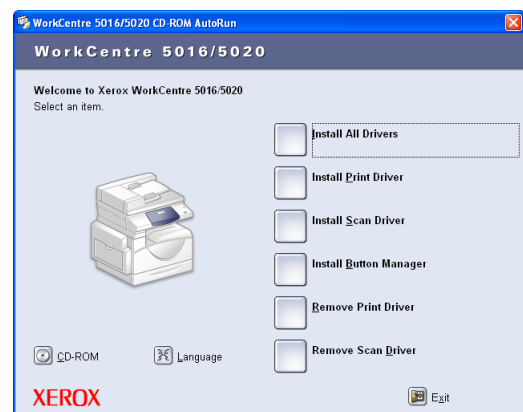 WorkCentre 5016/5020 CD-ROM AutoRun
WorkCentre 5016/5020
Welcome to Xerox WorkCentre 5016/5020
Select an item.
Install All Drivers
Install Print Driver
Install Scan Driver
Install Button Manager
Remove Print Driver
Remove Scan Driver
CD-ROM
Language
XEROX
Exit